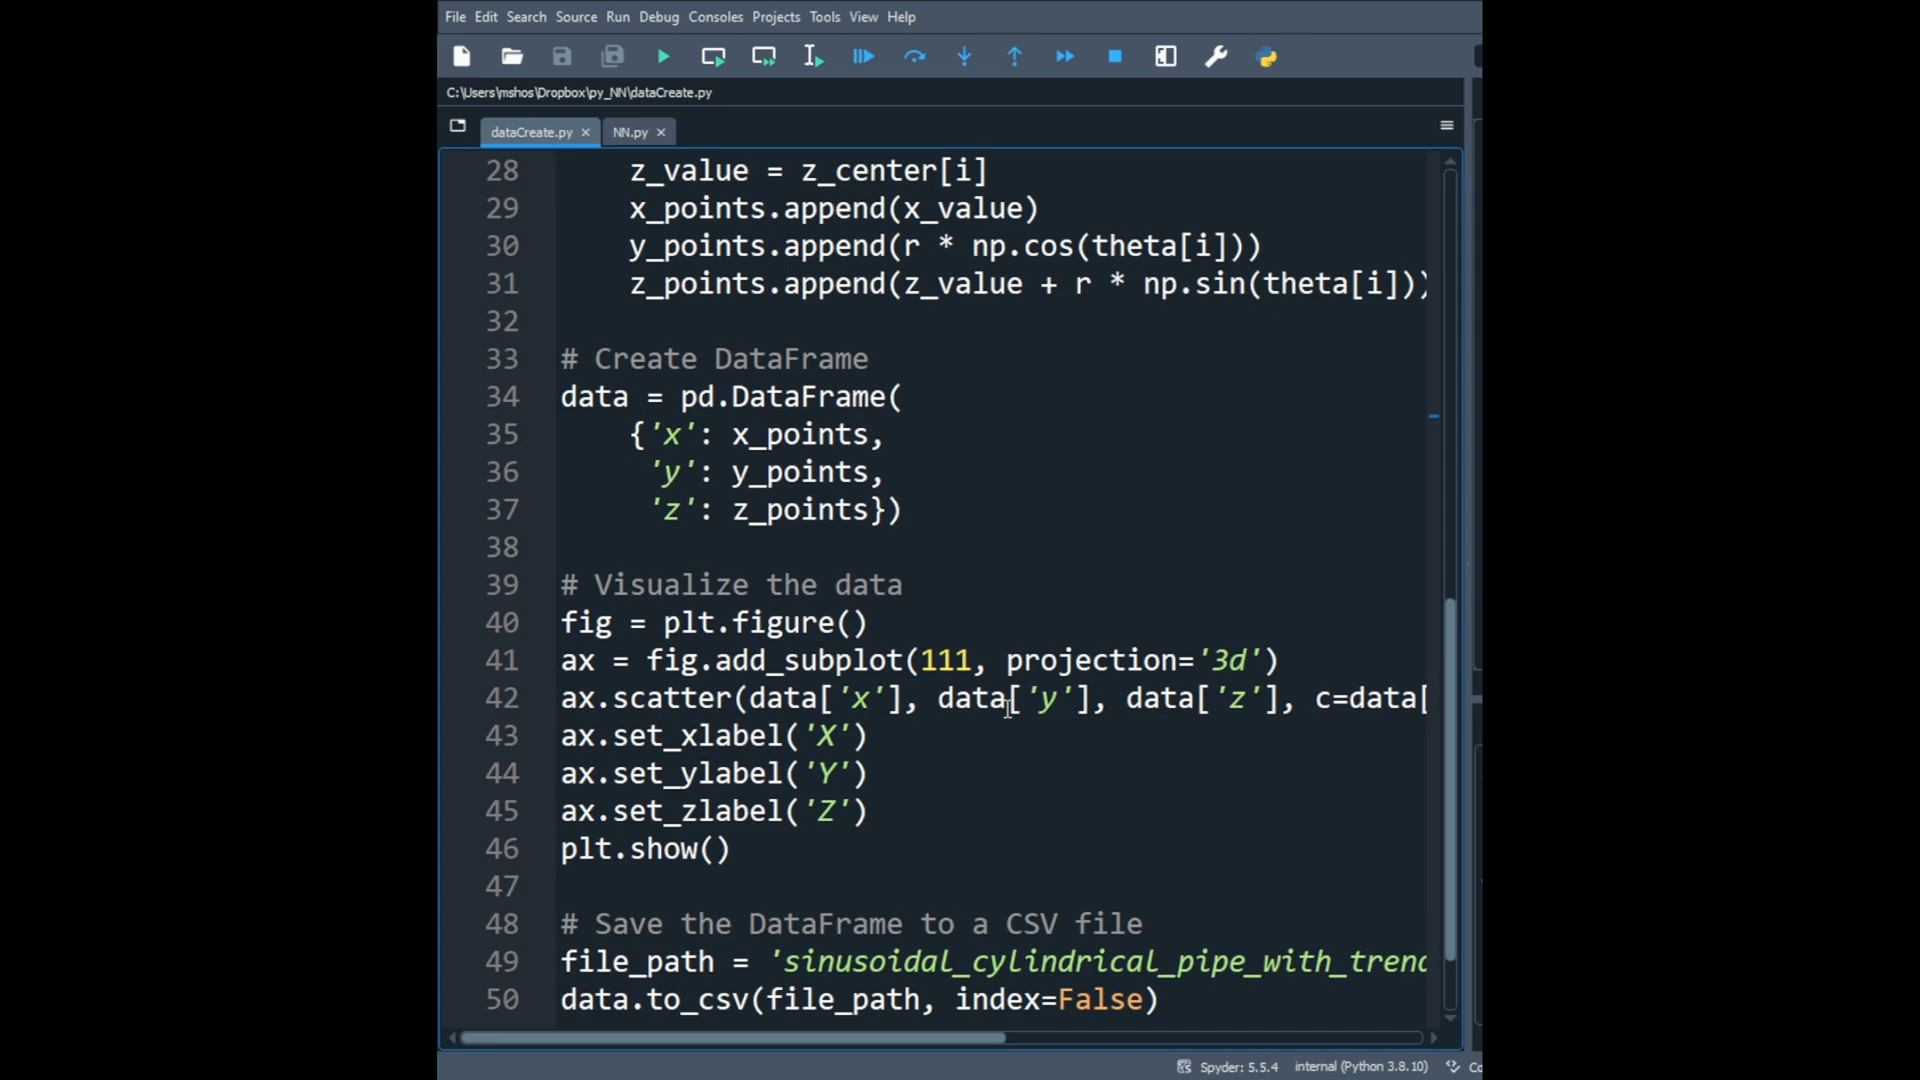 File Edit Search Source Run Debug Consoles Projects Tools View Help
C:\Users\mshos\Dropbox\py_NN\dataCreate.py
dataCreate.py NN.py
28 z_value = z_center[i]
29 x_points.append(x_value)
30 y_points.append(r * np.cos(theta[i]))
31 z_points.append(z_value + r * np.sin(theta[i]))
32
33 # Create DataFrame
34 data = pd.DataFrame(
35 {'x': x_points,
36 'y': y_points,
37 'z': z_points})
38
39 # Visualize the data
40 fig = plt.figure()
41 ax = fig.add_subplot(111, projection='3d')
42 ax.scatter(data['x'], data['y'], data['z'], c=data[
43 ax.set_xlabel('X')
44 ax.set_ylabel('Y')
45 ax.set_zlabel('Z')
46 plt.show()
47
48 # Save the DataFrame to a CSV file
49 file_path = 'sinusoidal_cylindrical_pipe_with_trend
50 data.to_csv(file_path, index=False)
Spyder: 5.5.4 internal (Python 3.8.10) Co